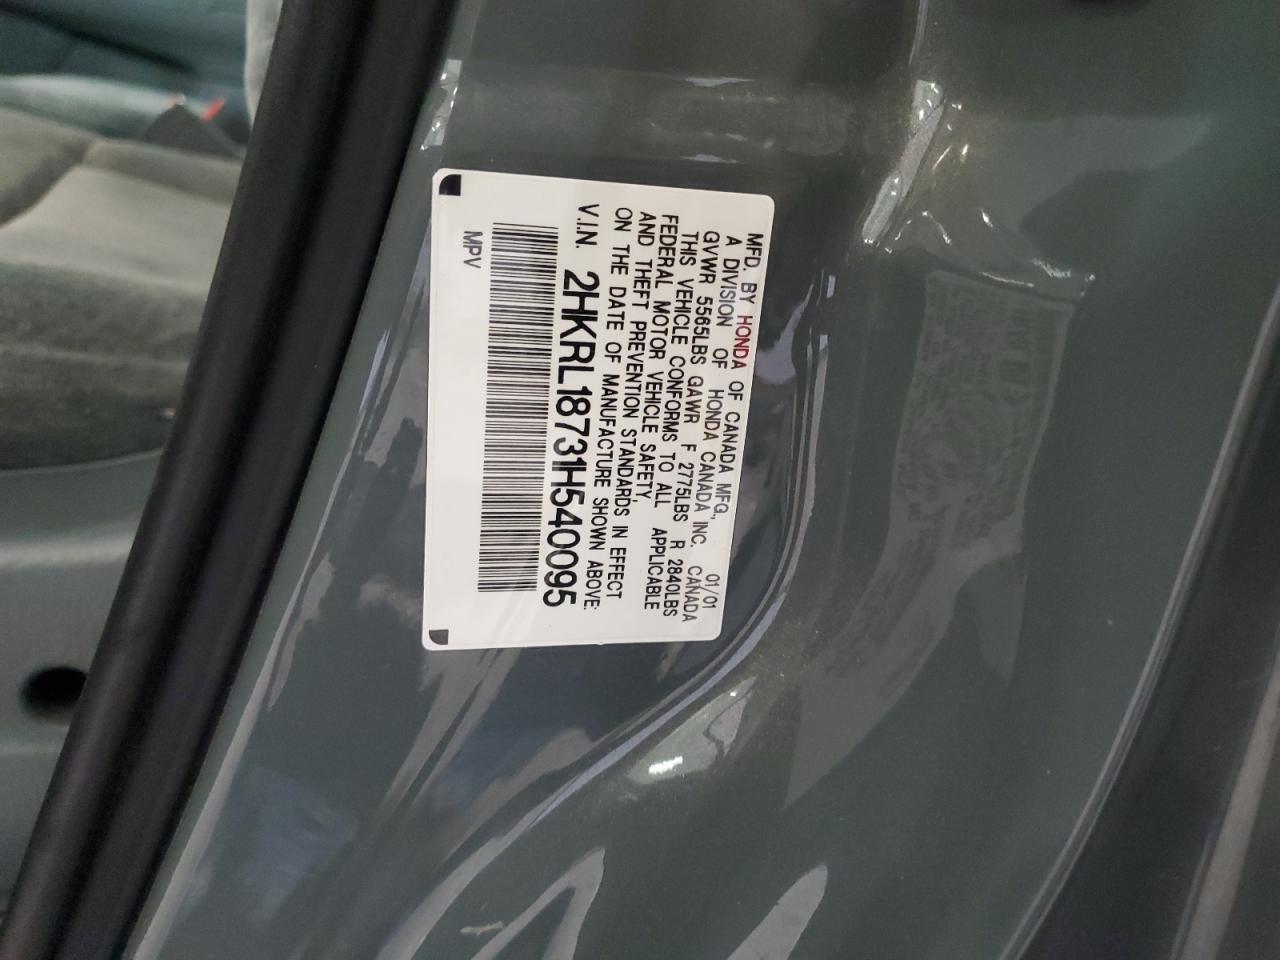 MFD. BY HONDA OF CANADA MFG.,
A DIVISION OF HONDA CANADA INC. 01/01
GVWR 5565LBS GAWR F 2775LBS R 2840LBS
THIS VEHICLE CONFORMS TO ALL APPLICABLE CANADA
FEDERAL MOTOR VEHICLE SAFETY,
AND THEFT PREVENTION STANDARDS IN EFFECT
ON THE DATE OF MANUFACTURE SHOWN ABOVE:
V.I.N. 2HKRL18731H540095
MPV